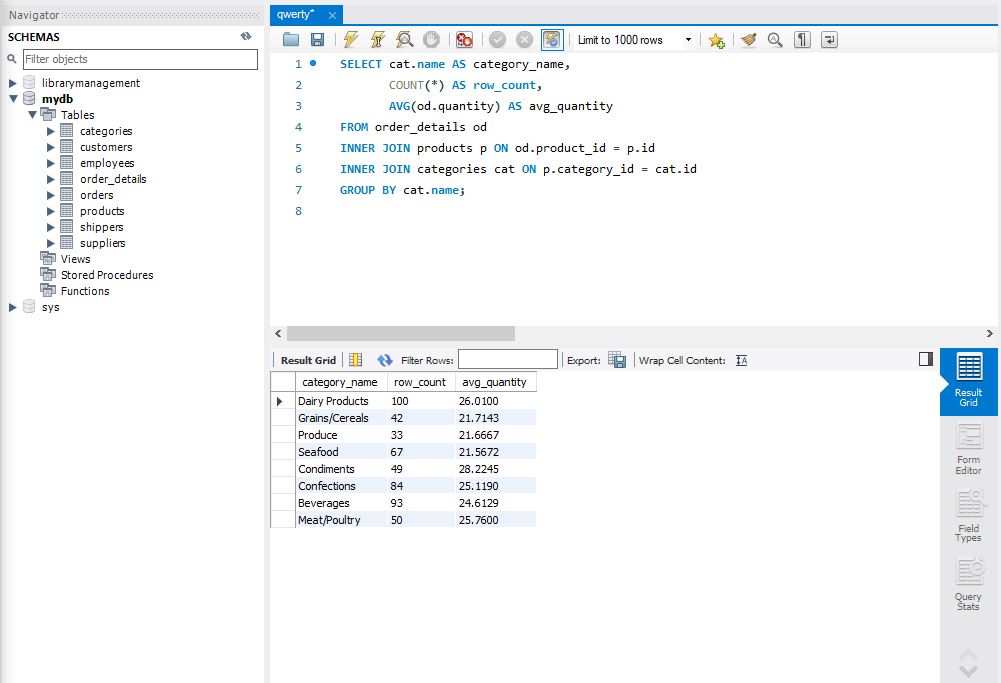 Navigator
SCHEMAS
Filter objects
librarymanagement
mydb
Tables
categories
customers
employees
order_details
orders
products
shippers
suppliers
Views
Stored Procedures
Functions
sys
qwerty*
Limit to 1000 rows
1 SELECT cat.name AS category_name,
2 COUNT(*) AS row_count,
3 AVG(od.quantity) AS avg_quantity
4 FROM order_details od
5 INNER JOIN products p ON od.product_id = p.id
6 INNER JOIN categories cat ON p.category_id = cat.id
7 GROUP BY cat.name;
8
Result Grid Filter Rows: Export: Wrap Cell Content:
category_name row_count avg_quantity
Dairy Products 100 26.0100
Grains/Cereals 42 21.7143
Produce 33 21.6667
Seafood 67 21.5672
Condiments 49 28.2245
Confections 84 25.1190
Beverages 93 24.6129
Meat/Poultry 50 25.7600
Result
Grid
Form
Editor
Field
Types
Query
Stats